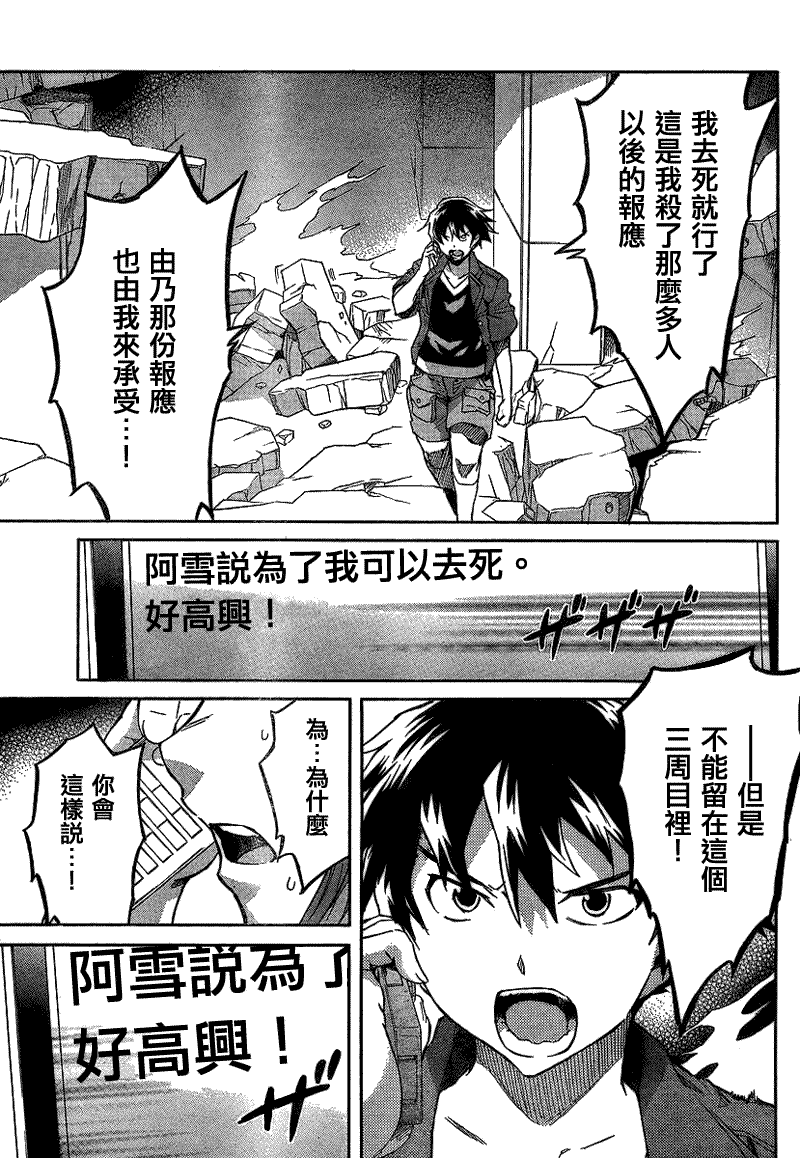 我去死就行了
這是我殺了那麼多人
以後的報應
由乃那份報應
也由我來承受…！
阿雪説為了我可以去死。
好高興！
ザザザ
──但是
不能留在這個
三周目裡！
為…為什麼
你會
這樣説…！
阿雪説為了
好高興！
ザ